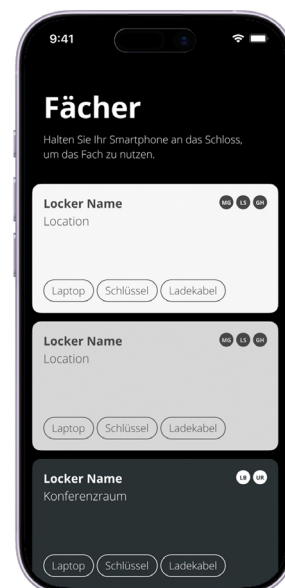 9:41
Fächer
Halten Sie Ihr Smartphone an das Schloss,
um das Fach zu nutzen.
Locker Name MG LS GH
Location
Laptop Schlüssel Ladekabel
Locker Name MG LS GH
Location
Laptop Schlüssel Ladekabel
Locker Name LB UR
Konferenzraum
Laptop Schlüssel Ladekabel